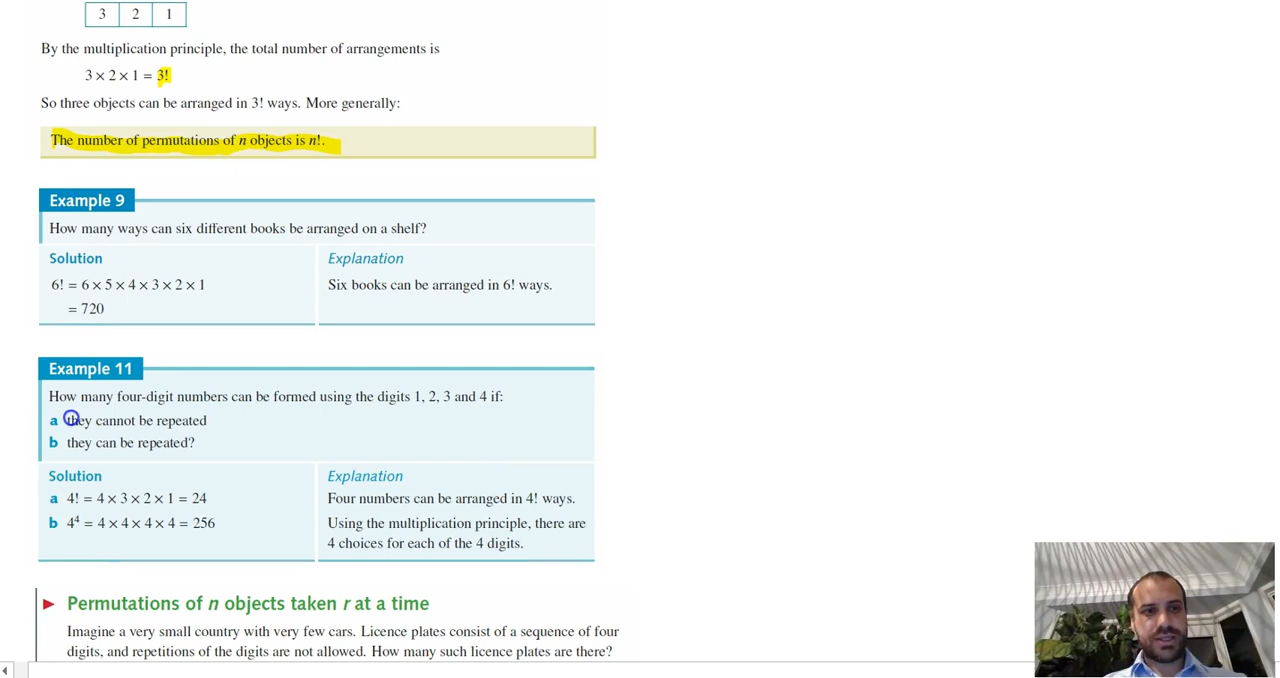 3 2 1
By the multiplication principle, the total number of arrangements is
3 × 2 × 1 = 3!
So three objects can be arranged in 3! ways. More generally:
The number of permutations of n objects is n!.
Example 9
How many ways can six different books be arranged on a shelf?
Solution
6! = 6 × 5 × 4 × 3 × 2 × 1
= 720
Explanation
Six books can be arranged in 6! ways.
Example 11
How many four-digit numbers can be formed using the digits 1, 2, 3 and 4 if:
a they cannot be repeated
b they can be repeated?
Solution
a 4! = 4 × 3 × 2 × 1 = 24
b 4⁴ = 4 × 4 × 4 × 4 = 256
Explanation
Four numbers can be arranged in 4! ways.
Using the multiplication principle, there are
4 choices for each of the 4 digits.
Permutations of n objects taken r at a time
Imagine a very small country with very few cars. Licence plates consist of a sequence of four
digits, and repetitions of the digits are not allowed. How many such licence plates are there?